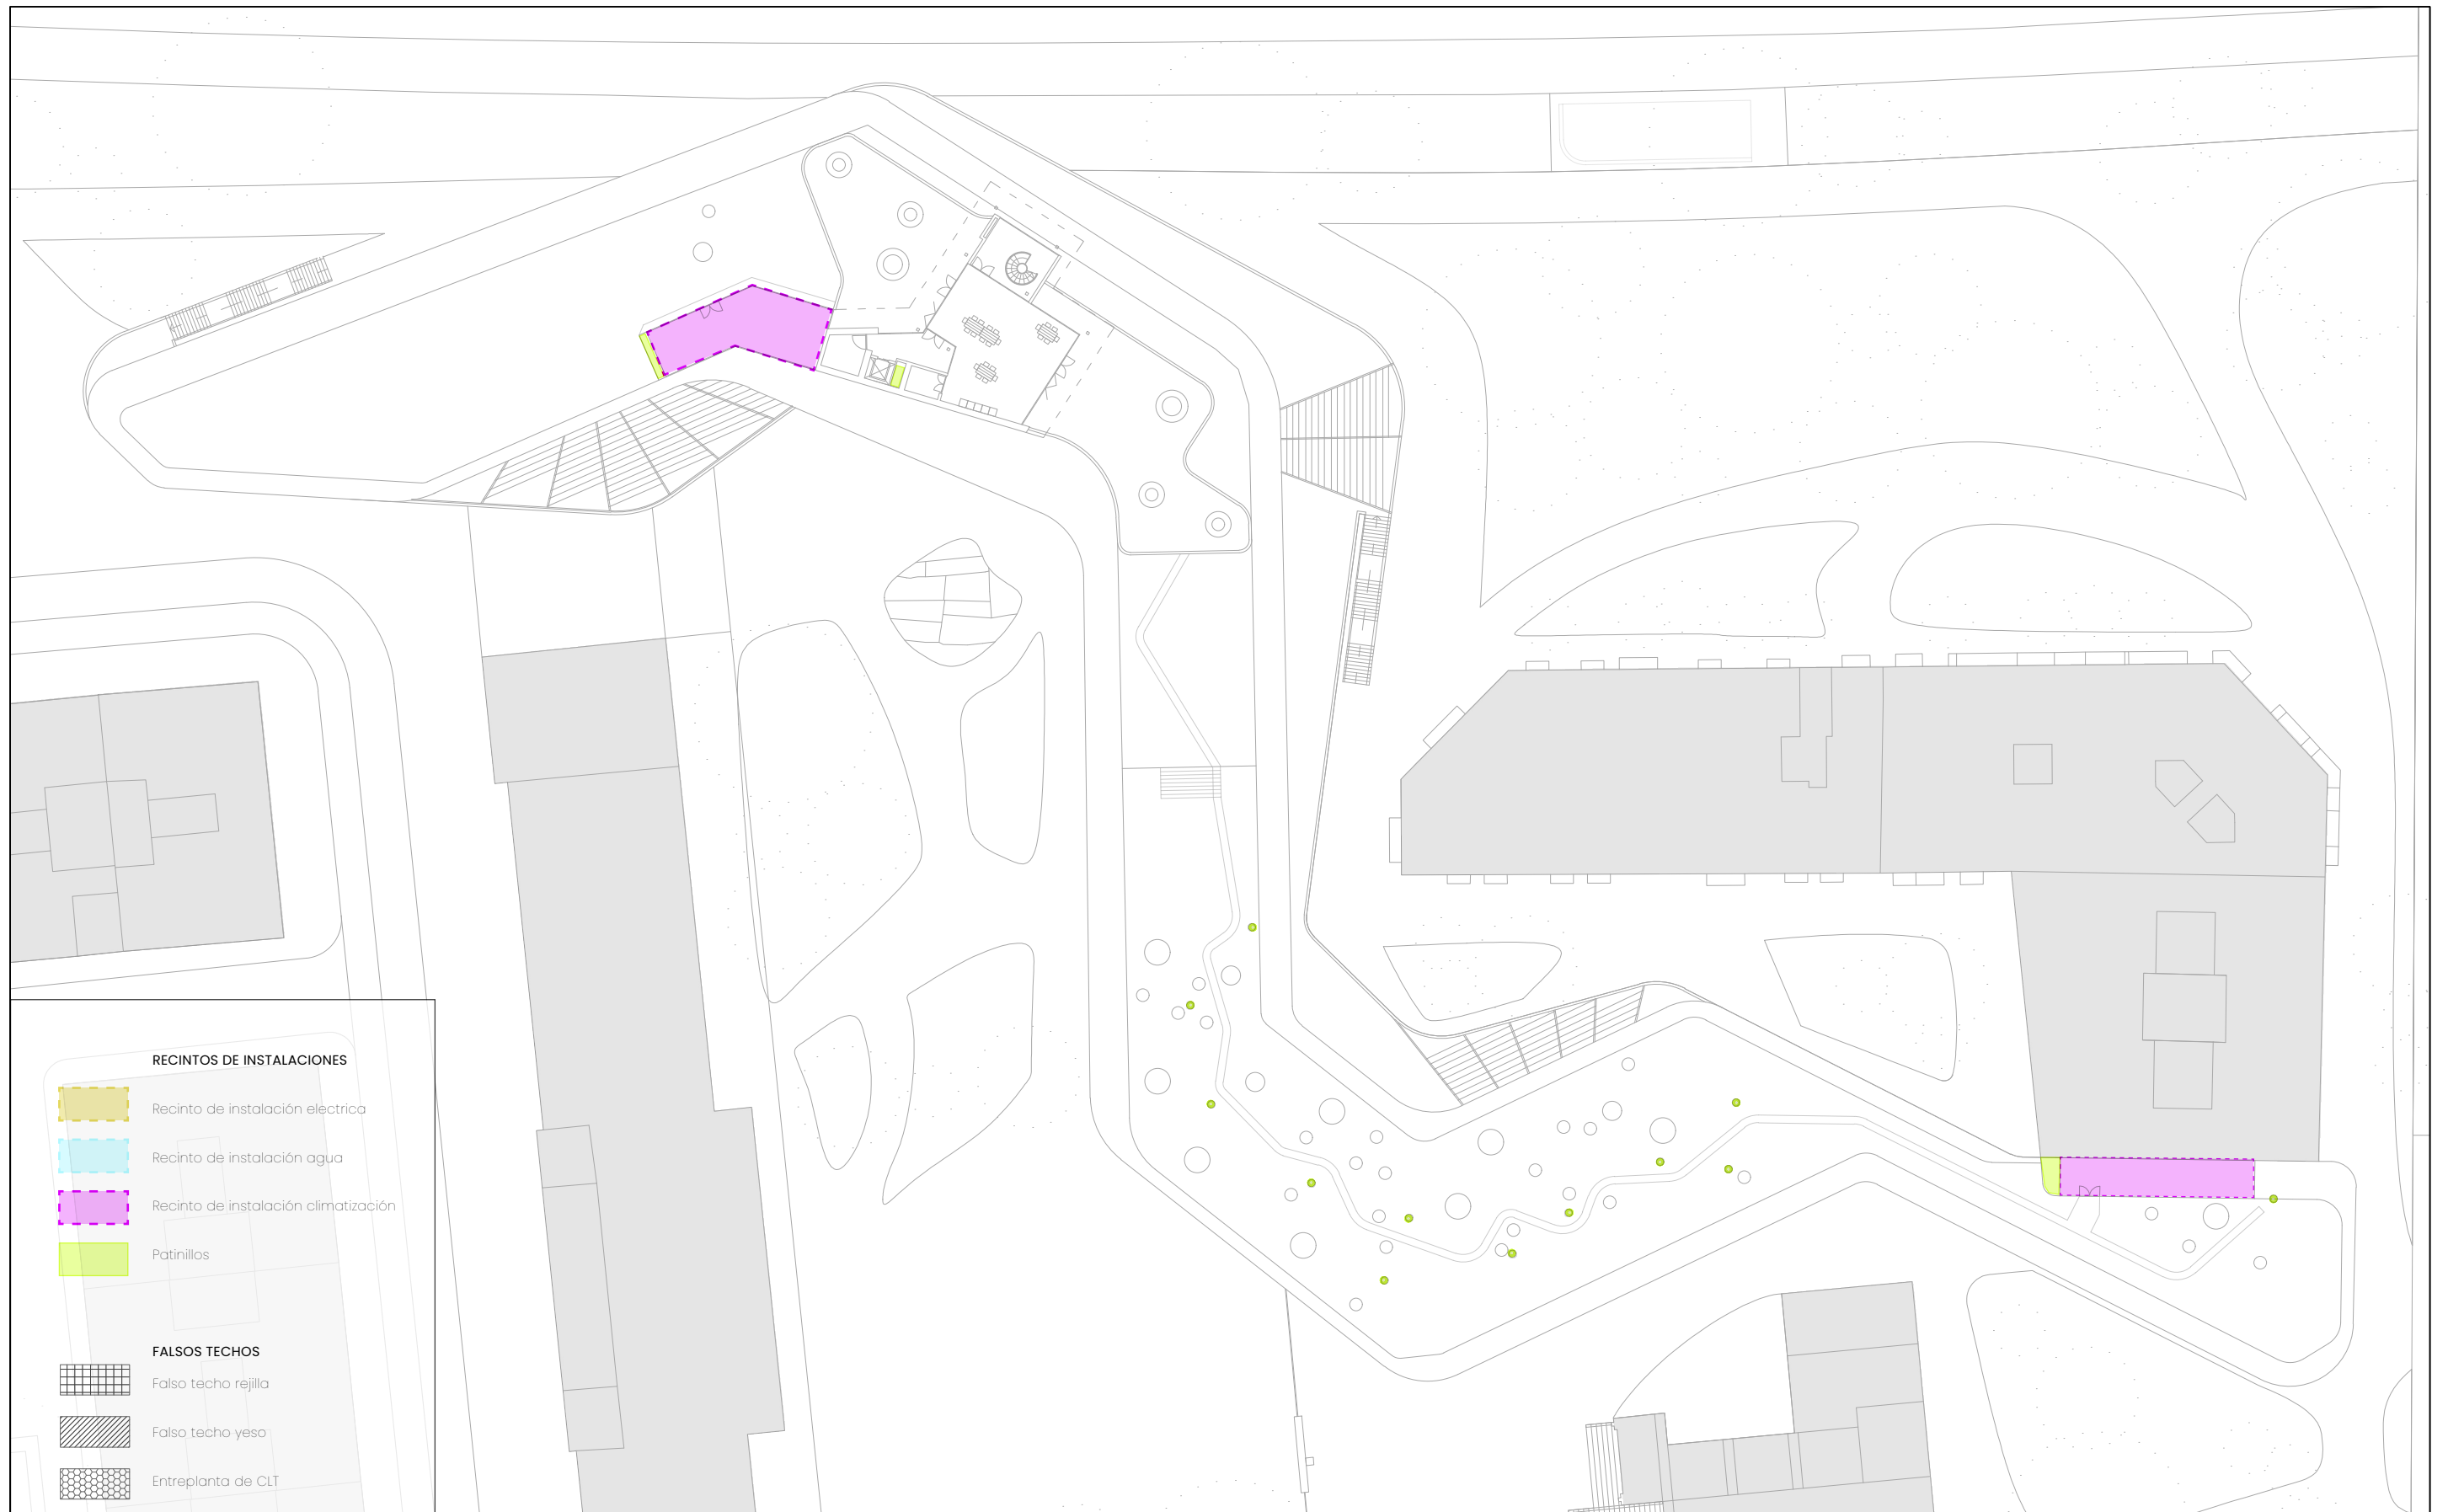 RECINTOS DE INSTALACIONES
Recinto de instalación electrica
Recinto de instalación agua
Recinto de instalación climatización
Patinillos
FALSOS TECHOS
Falso techo rejilla
Falso techo yeso
Entreplanta de CLT